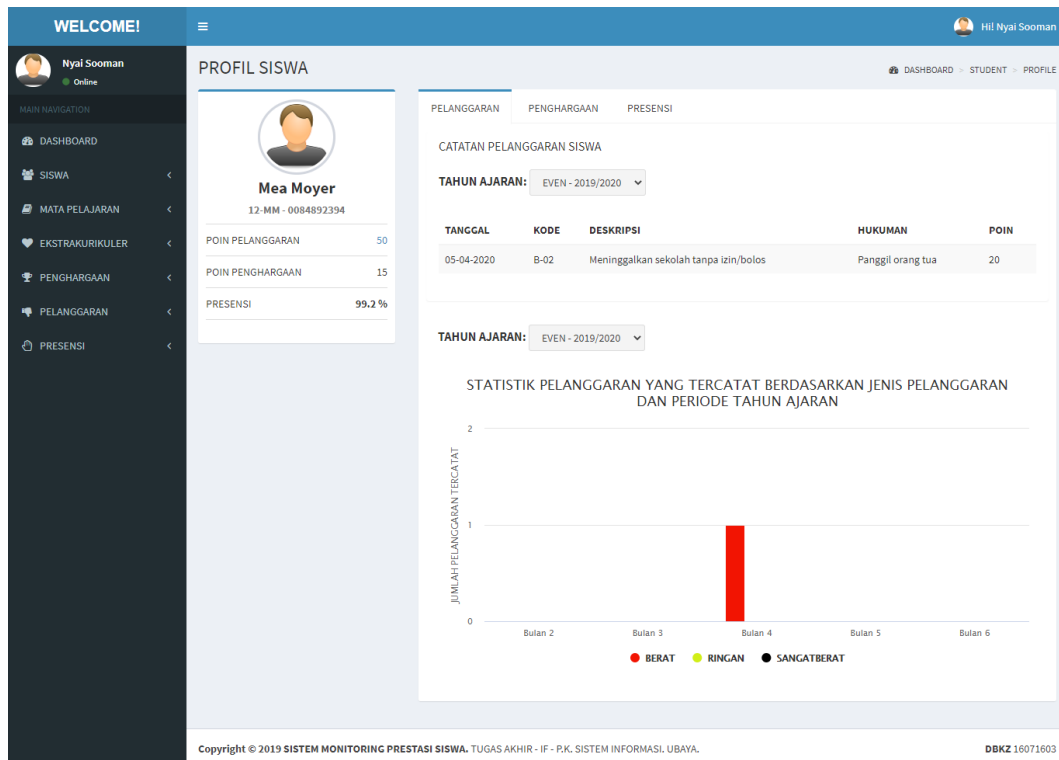 WELCOME!
Hi! Nyai Sooman
Nyai Sooman
Online
MAIN NAVIGATION
DASHBOARD
SISWA
MATA PELAJARAN
EKSTRAKURIKULER
PENGHARGAAN
PELANGGARAN
PRESENSI
PROFIL SISWA
DASHBOARD > STUDENT > PROFILE
Mea Moyer
12-MM - 0084892394
POIN PELANGGARAN 50
POIN PENGHARGAAN 15
PRESENSI 99.2 %
PELANGGARAN PENGHARGAAN PRESENSI
CATATAN PELANGGARAN SISWA
TAHUN AJARAN: EVEN - 2019/2020
TANGGAL KODE DESKRIPSI HUKUMAN POIN
05-04-2020 B-02 Meninggalkan sekolah tanpa izin/bolos Panggil orang tua 20
TAHUN AJARAN: EVEN - 2019/2020
STATISTIK PELANGGARAN YANG TERCATAT BERDASARKAN JENIS PELANGGARAN
DAN PERIODE TAHUN AJARAN
JUMLAH PELANGGARAN TERCATAT
2
1
0
Bulan 2 Bulan 3 Bulan 4 Bulan 5 Bulan 6
BERAT RINGAN SANGATBERAT
Copyright © 2019 SISTEM MONITORING PRESTASI SISWA. TUGAS AKHIR - IF - P.K. SISTEM INFORMASI. UBAYA. DBKZ 16071603